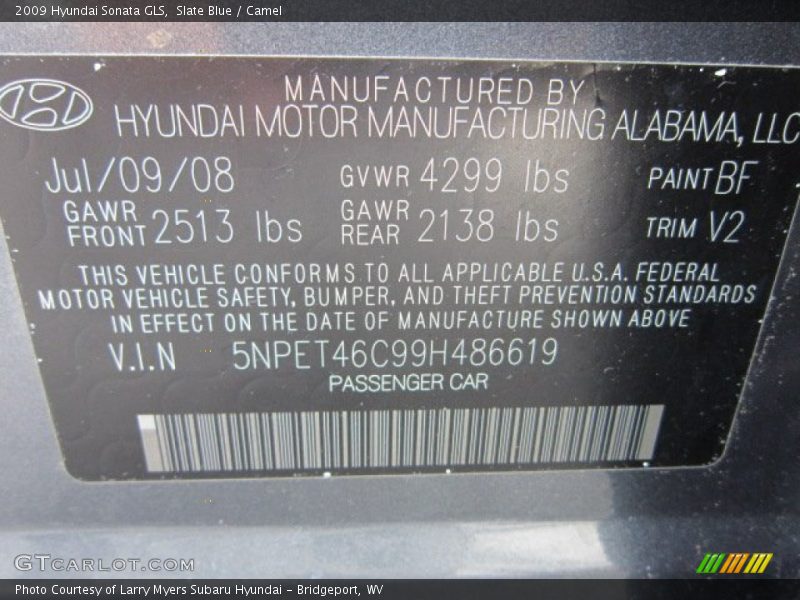 2009 Hyundai Sonata GLS, Slate Blue / Camel
MANUFACTURED BY
HYUNDAI MOTOR MANUFACTURING ALABAMA, LLC
Jul/09/08 GVWR 4299 lbs PAINT BF
GAWR FRONT 2513 lbs GAWR REAR 2138 lbs TRIM V2
THIS VEHICLE CONFORMS TO ALL APPLICABLE U.S.A. FEDERAL
MOTOR VEHICLE SAFETY, BUMPER, AND THEFT PREVENTION STANDARDS
IN EFFECT ON THE DATE OF MANUFACTURE SHOWN ABOVE
V.I.N 5NPET46C99H486619
PASSENGER CAR
GTCARLOT.COM
Photo Courtesy of Larry Myers Subaru Hyundai - Bridgeport, WV